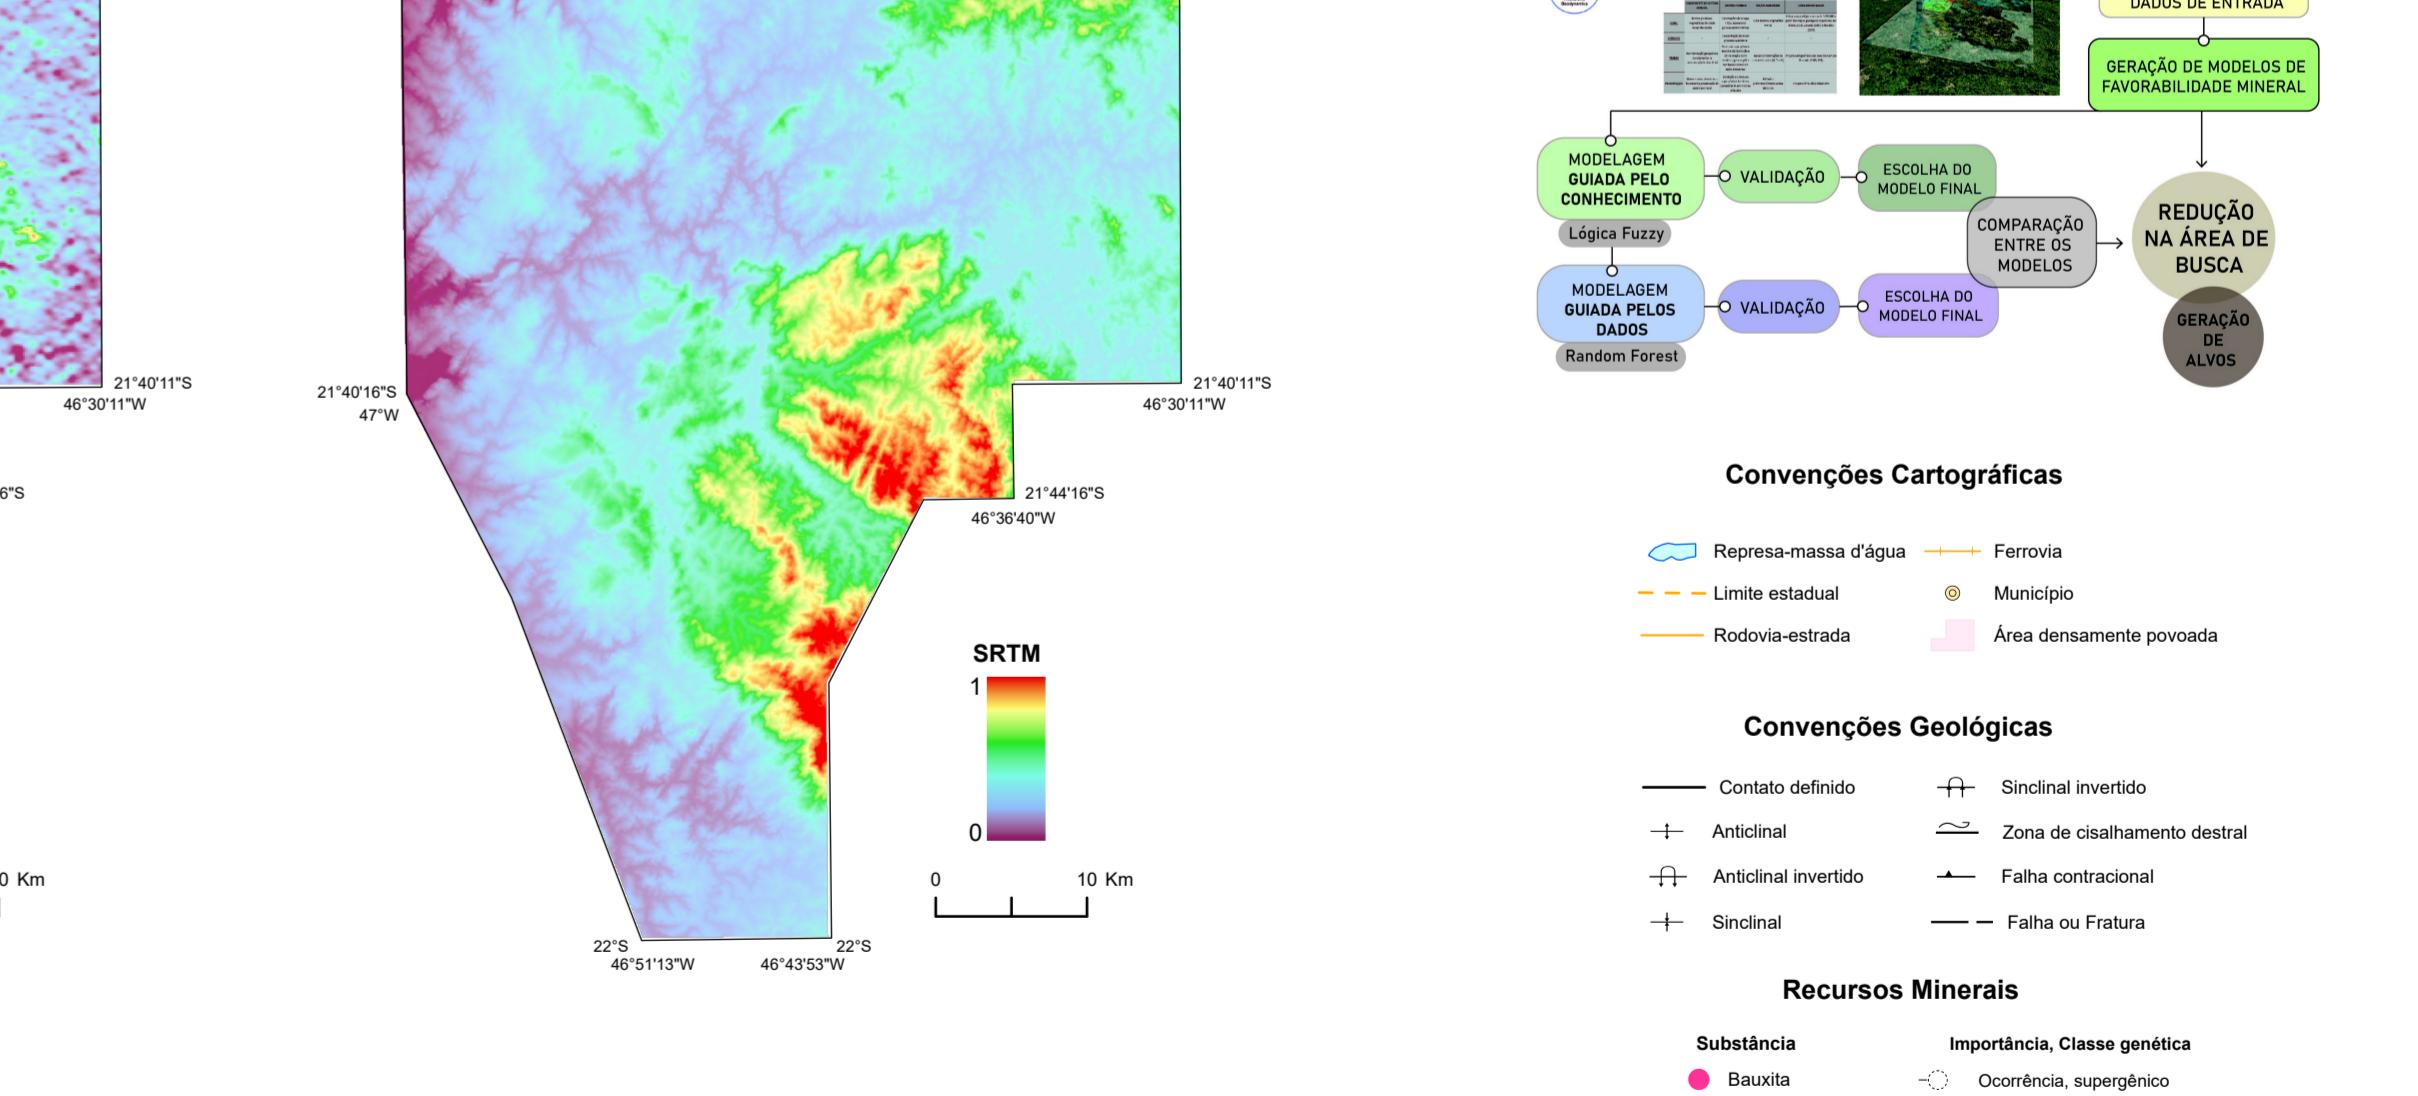 21°40'11"S
46°30'11"W
6"S
0 Km
21°40'16"S
47°W
21°40'11"S
46°30'11"W
21°44'16"S
46°36'40"W
SRTM
1
0
0 10 Km
22°S
46°51'13"W
22°S
46°43'53"W
DADOS DE ENTRADA
GERAÇÃO DE MODELOS DE
FAVORABILIDADE MINERAL
MODELAGEM
GUIADA PELO
CONHECIMENTO
Lógica Fuzzy
VALIDAÇÃO
ESCOLHA DO
MODELO FINAL
MODELAGEM
GUIADA PELOS
DADOS
Random Forest
VALIDAÇÃO
ESCOLHA DO
MODELO FINAL
COMPARAÇÃO
ENTRE OS
MODELOS
REDUÇÃO
NA ÁREA DE
BUSCA
GERAÇÃO
DE
ALVOS
Convenções Cartográficas
Represa-massa d'água
Ferrovia
Limite estadual
Município
Rodovia-estrada
Área densamente povoada
Convenções Geológicas
Contato definido
Sinclinal invertido
Anticlinal
Zona de cisalhamento destral
Anticlinal invertido
Falha contracional
Sinclinal
Falha ou Fratura
Recursos Minerais
Substância
Importância, Classe genética
Bauxita
Ocorrência, supergênico